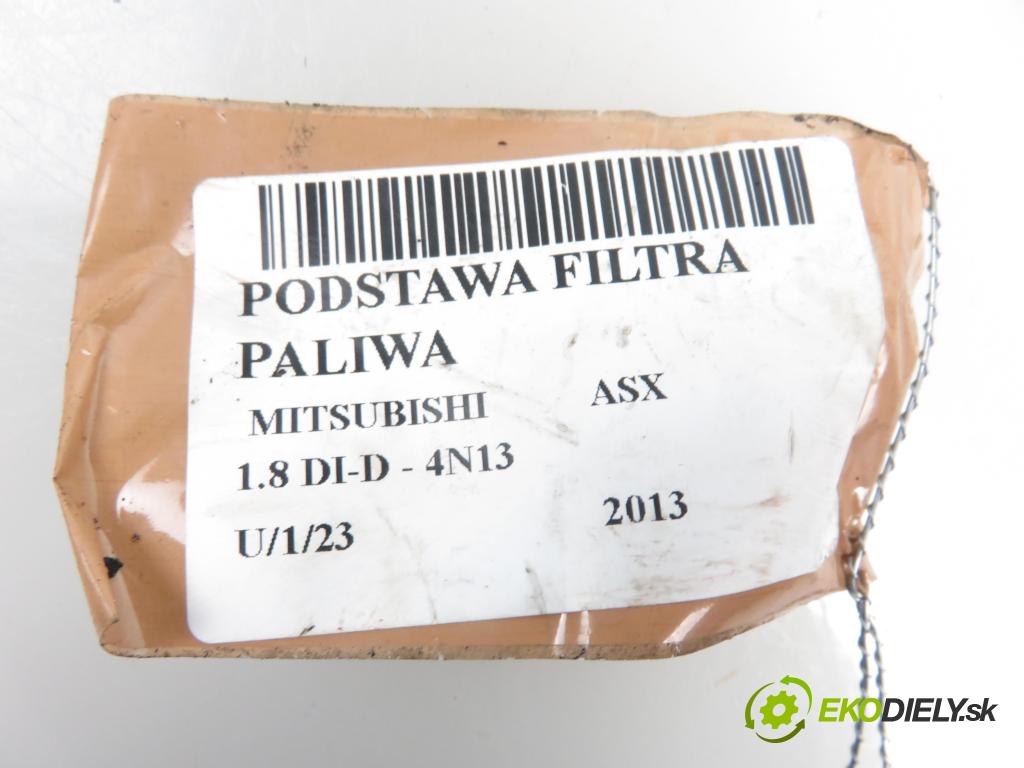 PODSTAWA FILTRA
PALIWA
MITSUBISHI ASX
1.8 DI-D - 4N13
U/1/23 2013
EKODIELY.sk